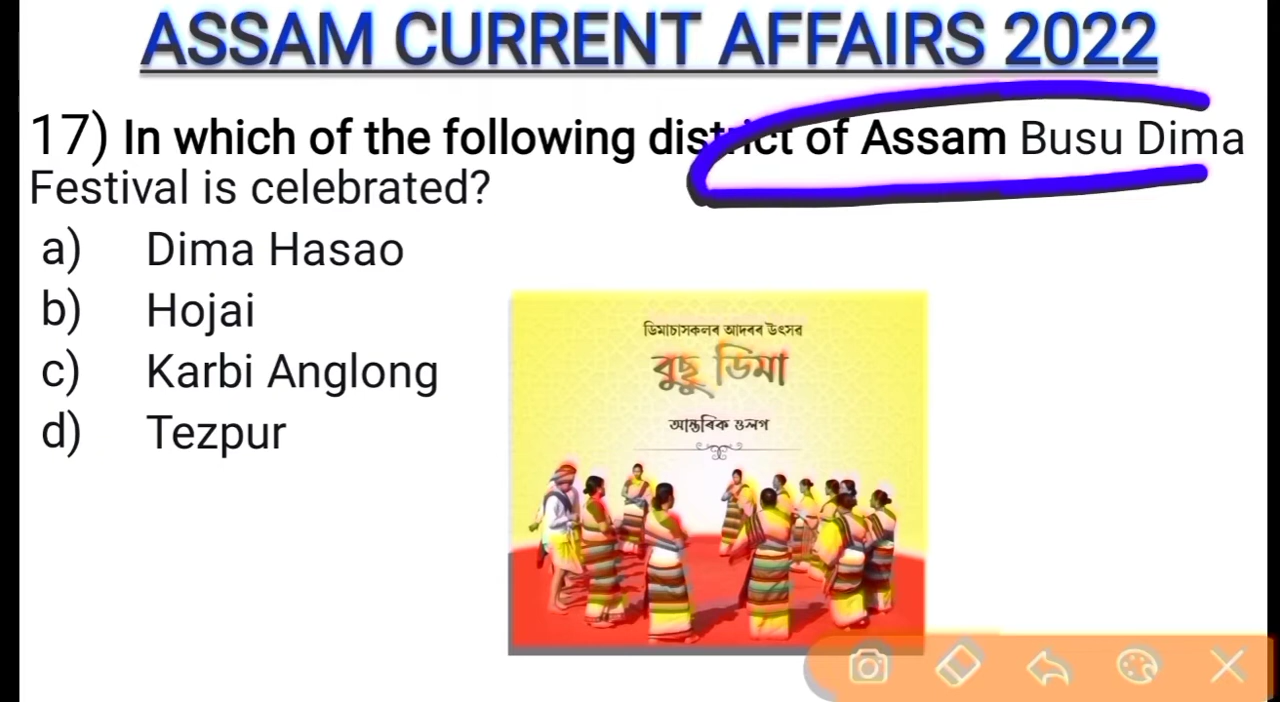 ASSAM CURRENT AFFAIRS 2022
17) In which of the following district of Assam Busu Dima
Festival is celebrated?
a) Dima Hasao
b) Hojai
c) Karbi Anglong
d) Tezpur
ডিমাচাসকলৰ আদৰৰ উৎসৱ
বুছু ডিমা
আন্তৰিক ওলগ